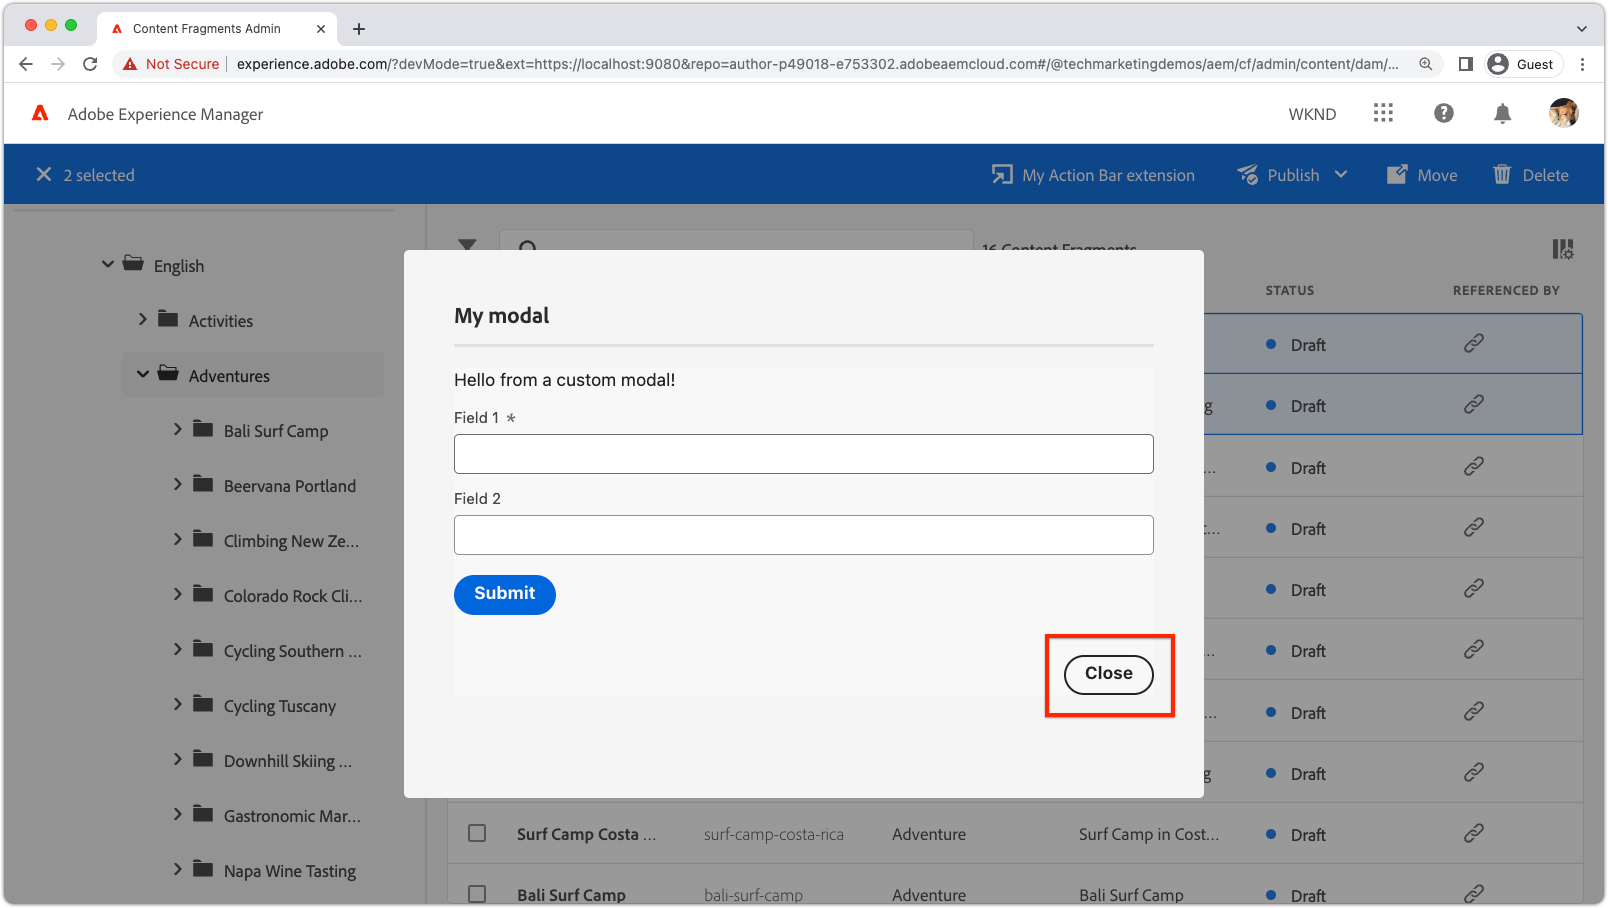 Content Fragments Admin
Not Secure experience.adobe.com/?devMode=true&ext=https://localhost:9080&repo=author-p49018-e753302.adobeaemcloud.com#/@techmarketingdemos/aem/cf/admin/content/dam/... Guest
Adobe Experience Manager WKND
2 selected My Action Bar extension Publish Move Delete
16 Content Fragments
English
STATUS REFERENCED BY
Activities
My modal
Draft
Adventures
Hello from a custom modal!
g Draft
Field 1 *
Bali Surf Camp
... Draft
Beervana Portland
Field 2
...
Draft
Climbing New Ze...
Submit
Draft
Colorado Rock Cli...
Cycling Southern ...
... Draft
Close
Cycling Tuscany
... Draft
Downhill Skiing ...
g Draft
Gastronomic Mar...
Surf Camp Costa ... surf-camp-costa-rica Adventure Surf Camp in Cost... Draft
Napa Wine Tasting
Bali Surf Camp bali-surf-camp Adventure Bali Surf Camp Draft